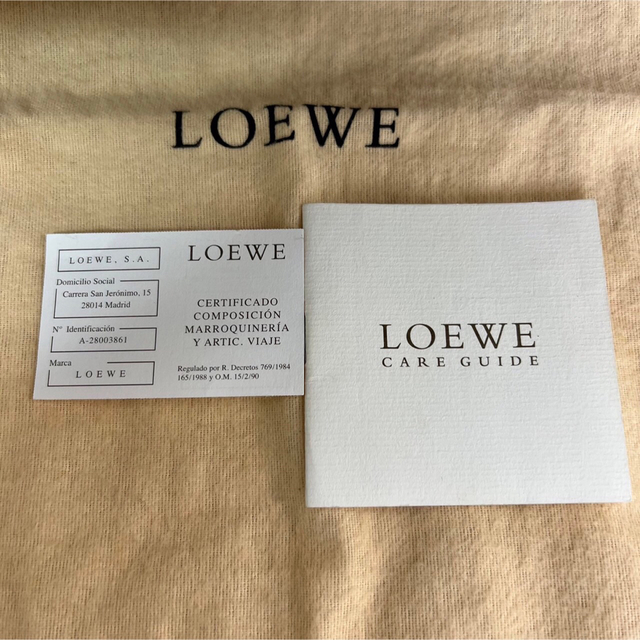 LOEWE
LOEWE, S.A.
Domicilio Social
Carrera San Jerónimo, 15
28014 Madrid
Nº Identificación
A-28003861
Marca
LOEWE
LOEWE
CERTIFICADO
COMPOSICIÓN
MARROQUINERÍA
Y ARTIC. VIAJE
Regulado por R. Decretos 769/1984
165/1988 y O.M. 15/2/90
LOEWE
CARE GUIDE